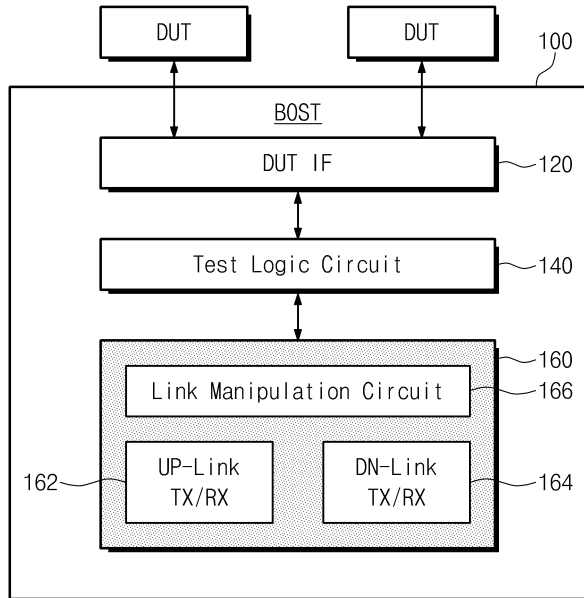 DUT
DUT
100
BOST
DUT IF
120
Test Logic Circuit
140
160
Link Manipulation Circuit
166
162
UP-Link
TX/RX
DN-Link
TX/RX
164